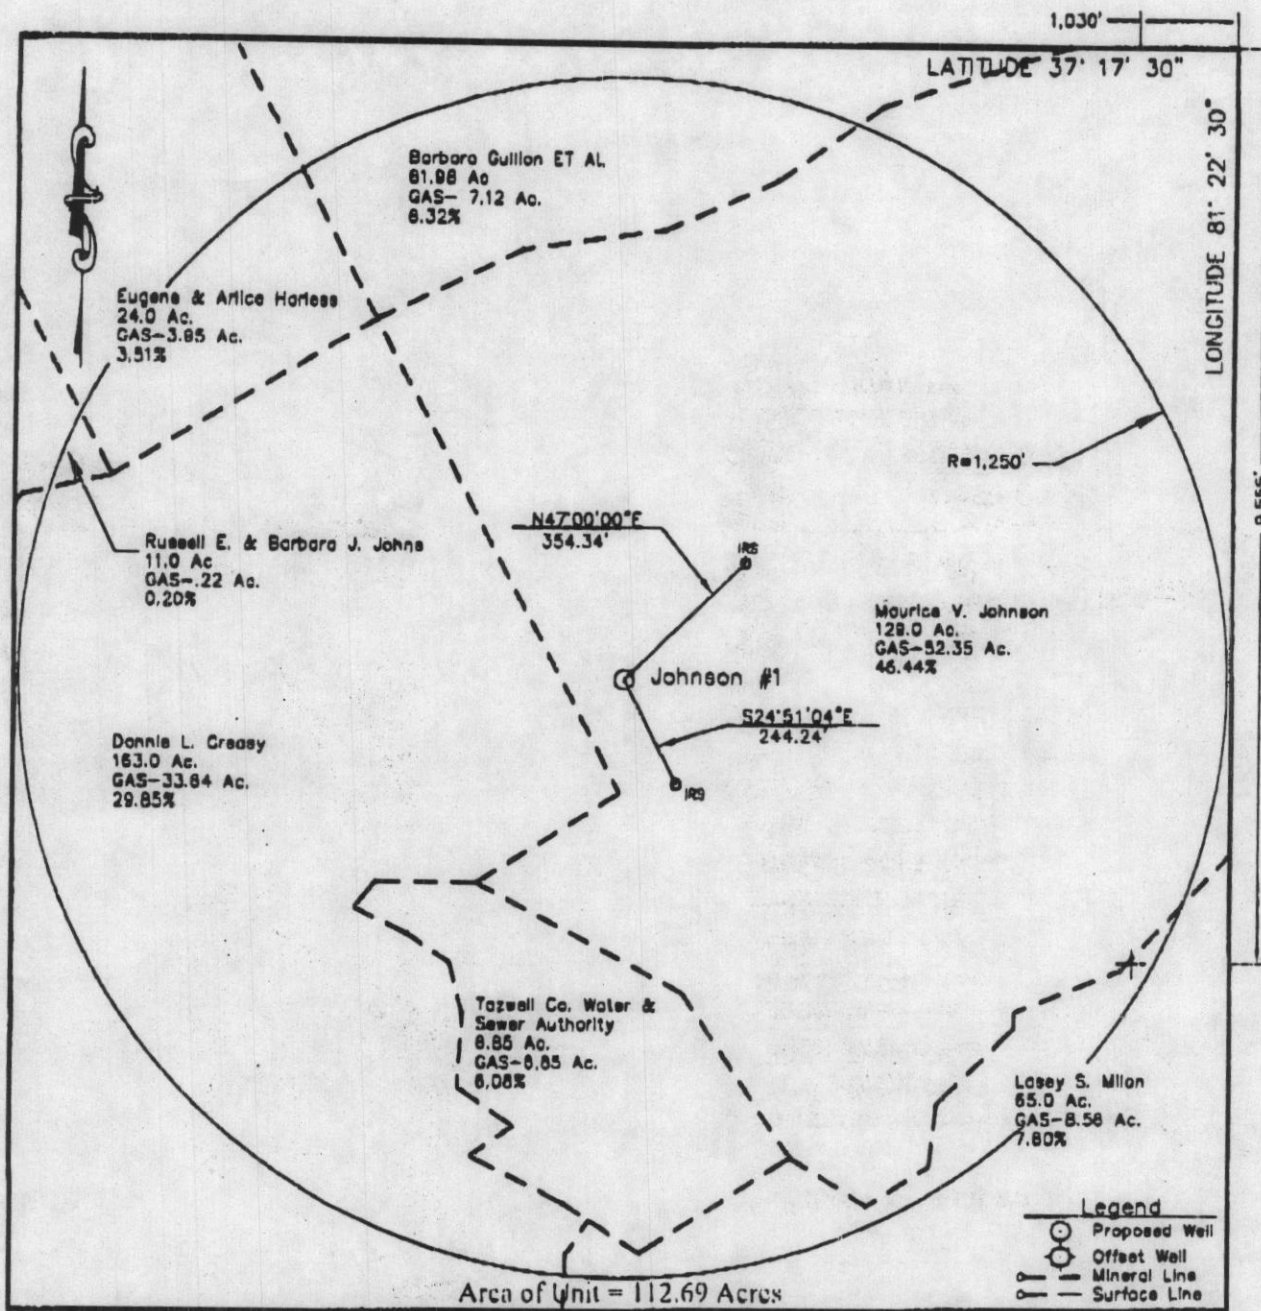 1,030'
LATITUDE 37° 17' 30"
LONGITUDE 81° 22' 30"
Barbara Guillon ET AL.
61.98 Ac
GAS- 7.12 Ac.
6.32%
Eugene & Arlice Harless
24.0 Ac.
GAS-3.95 Ac.
3.51%
R=1,250'
N47°00'00"E
354.34'
IR5
Russell E. & Barbara J. Johns
11.0 Ac
GAS-.22 Ac.
0.20%
Maurice V. Johnson
129.0 Ac.
GAS-52.35 Ac.
46.44%
Johnson #1
S24°51'04"E
244.24'
IR9
Donnie L. Creasy
163.0 Ac.
GAS-33.64 Ac.
29.85%
Tazwell Co. Water &
Sewer Authority
6.85 Ac.
GAS-6.85 Ac.
6.08%
Losey S. Milon
65.0 Ac.
GAS-8.56 Ac.
7.60%
Legend
Proposed Well
Offset Well
Mineral Line
Surface Line
Area of Unit = 112.69 Acres